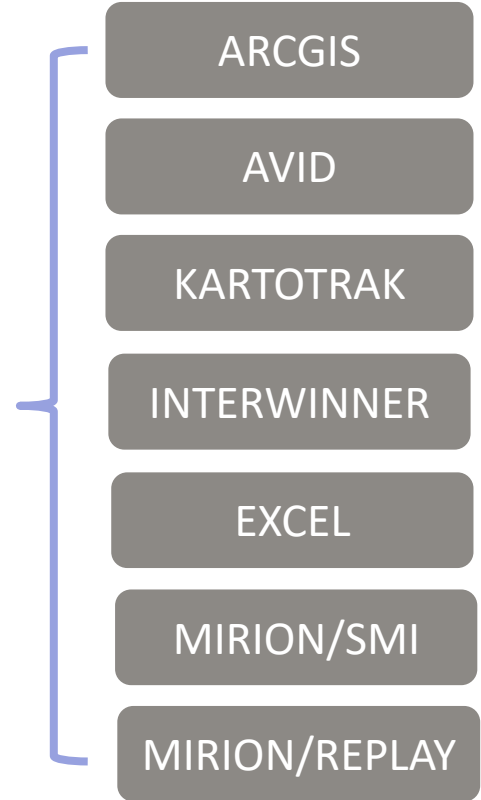 ARCGIS
AVID
KARTOTRAK
INTERWINNER
EXCEL
MIRION/SMI
MIRION/REPLAY